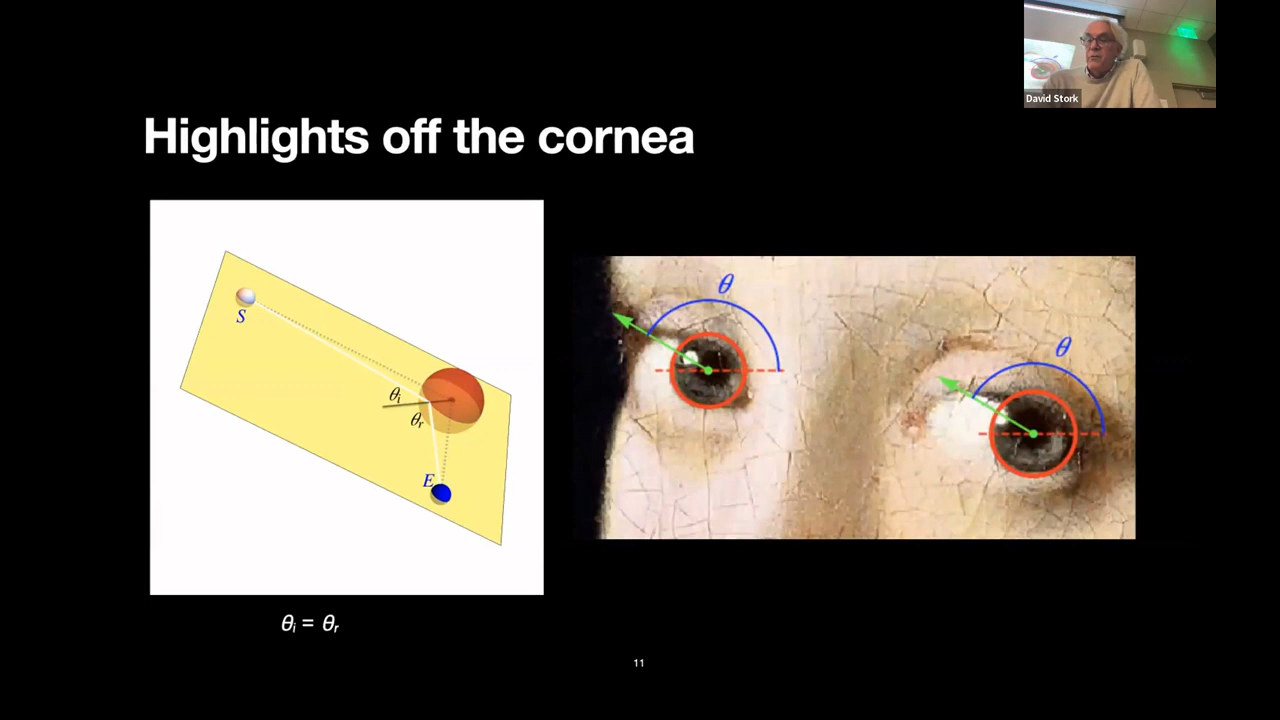 David Stork
Highlights off the cornea
S
θi
θr
E
θ
θ
θi = θr
11